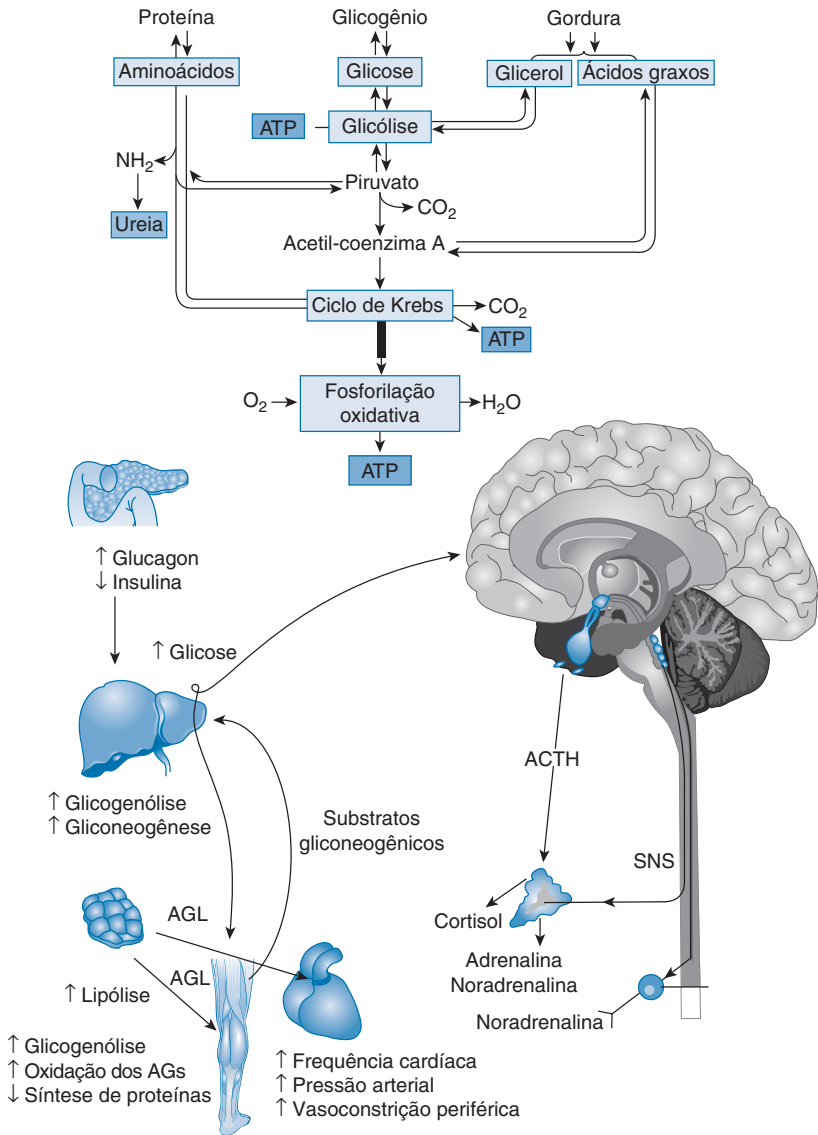 Proteína
Glicogênio
Gordura
Aminoácidos
Glicose
Glicerol
Ácidos graxos
ATP
Glicólise
NH₂
Piruvato
CO₂
Ureia
Acetil-coenzima A
Ciclo de Krebs
CO₂
ATP
O₂
Fosforilação
oxidativa
H₂O
ATP
↑ Glucagon
↓ Insulina
↑ Glicose
↑ Glicogenólise
↑ Gliconeogênese
Substratos
gliconeogênicos
ACTH
SNS
AGL
Cortisol
Adrenalina
Noradrenalina
AGL
↑ Lipólise
Noradrenalina
↑ Glicogenólise
↑ Oxidação dos AGs
↓ Síntese de proteínas
↑ Frequência cardíaca
↑ Pressão arterial
↑ Vasoconstrição periférica